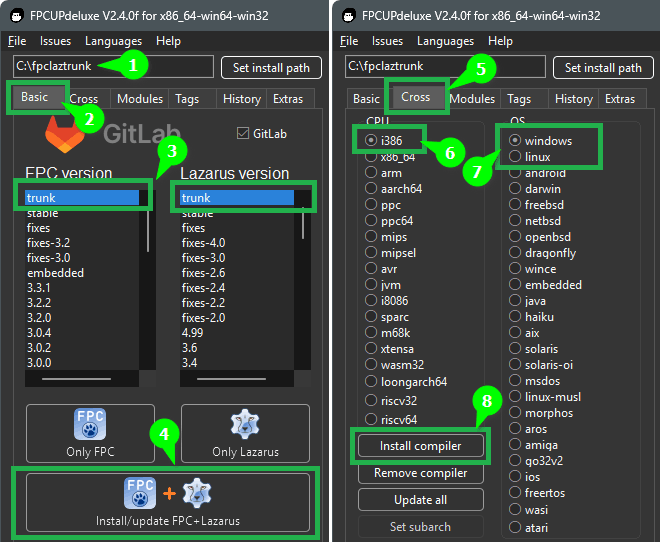 FPCUPdeluxe V2.4.0f for x86_64-win64-win32
File Issues Languages Help
C:\fpclaztrunk
1
Set install path
Basic Cross Modules Tags History Extras
2
GitLab
GitLab
3
FPC version
trunk
stable
fixes
fixes-3.2
fixes-3.0
embedded
3.3.1
3.2.2
3.2.0
3.0.4
3.0.2
3.0.0
Lazarus version
trunk
stable
fixes
fixes-4.0
fixes-3.0
fixes-2.6
fixes-2.4
fixes-2.2
fixes-2.0
4.99
3.6
3.4
FPC
Only FPC
Only Lazarus
4
FPC +
Install/update FPC+Lazarus
FPCUPdeluxe V2.4.0f for x86_64-win64-win32
File Issues Languages Help
C:\fpclaztrunk
Set install path
5
Basic Cross Modules Tags History Extras
CPU
i386
x86_64
arm
aarch64
ppc
ppc64
mips
mipsel
avr
jvm
i8086
sparc
m68k
xtensa
wasm32
loongarch64
riscv32
riscv64
6
7
OS
windows
linux
android
darwin
freebsd
netbsd
openbsd
dragonfly
wince
embedded
java
haiku
aix
solaris
solaris-oi
msdos
linux-musl
morphos
aros
amiga
go32v2
ios
freertos
wasi
atari
8
Install compiler
Remove compiler
Update all
Set subarch